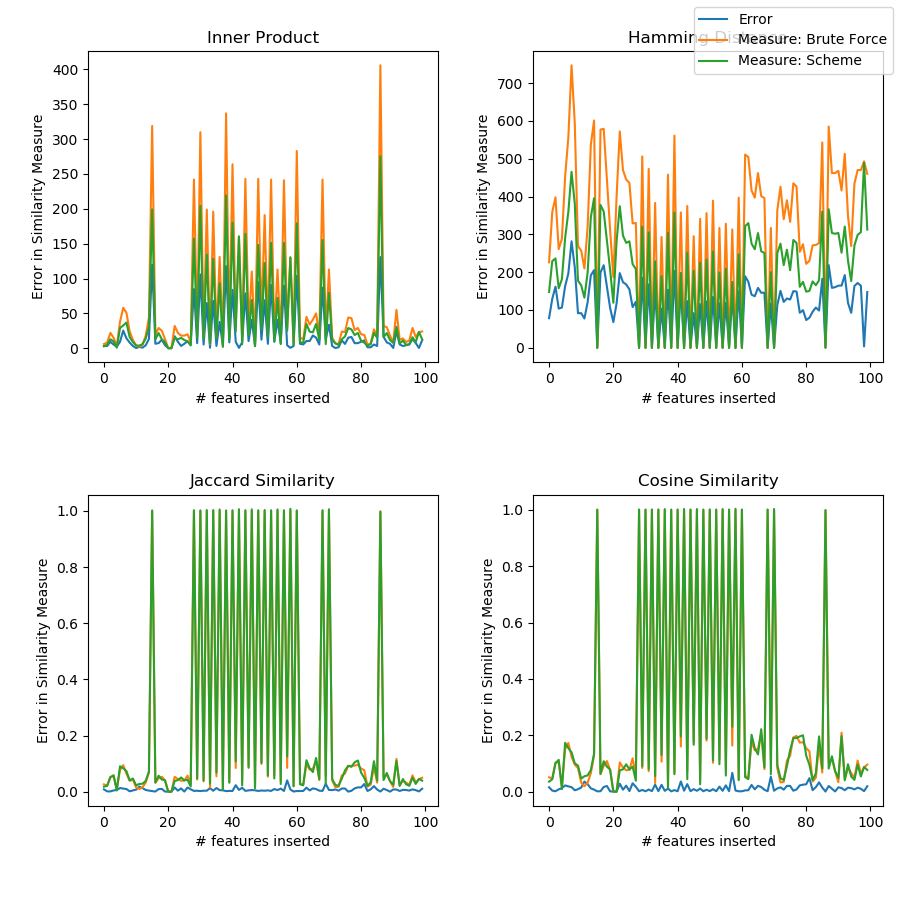 Error
Measure: Brute Force
Measure: Scheme
Inner Product
Error in Similarity Measure
400
350
300
250
200
150
100
50
0
0 20 40 60 80 100
# features inserted
Hamming Distance
Error in Similarity Measure
700
600
500
400
300
200
100
0
0 20 40 60 80 100
# features inserted
Jaccard Similarity
Error in Similarity Measure
1.0
0.8
0.6
0.4
0.2
0.0
0 20 40 60 80 100
# features inserted
Cosine Similarity
Error in Similarity Measure
1.0
0.8
0.6
0.4
0.2
0.0
0 20 40 60 80 100
# features inserted